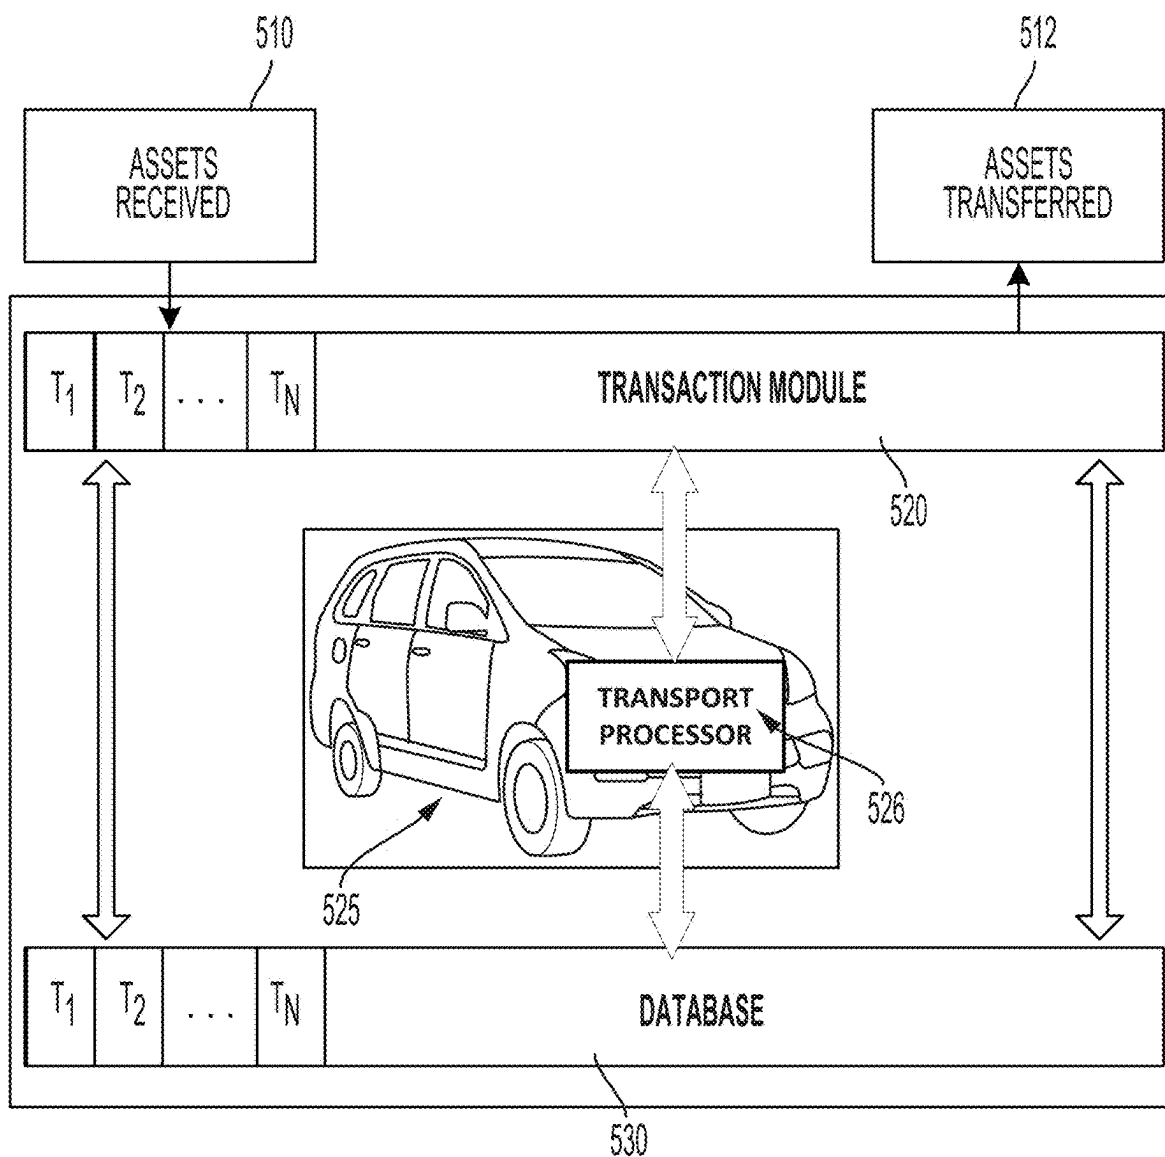 510
512
ASSETS
RECEIVED
ASSETS
TRANSFERRED
T1 T2 ... TN TRANSACTION MODULE
520
TRANSPORT
PROCESSOR
526
525
T1 T2 ... TN DATABASE
530